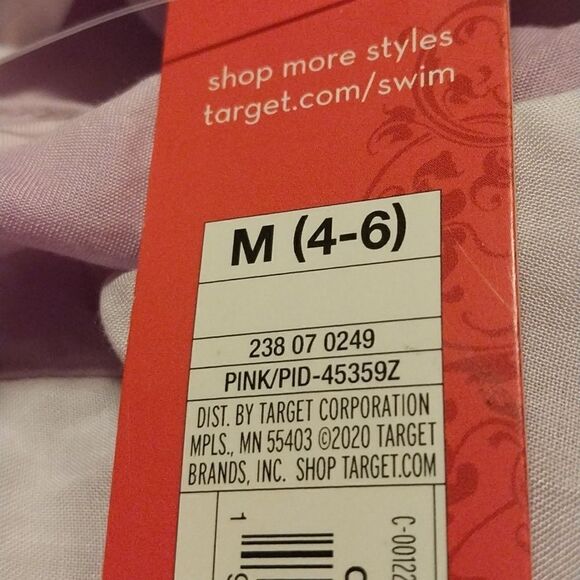 shop more styles
target.com/swim
M (4-6)
238 07 0249
PINK/PID-45359Z
DIST. BY TARGET CORPORATION
MPLS., MN 55403 ©2020 TARGET
BRANDS, INC. SHOP TARGET.COM
1